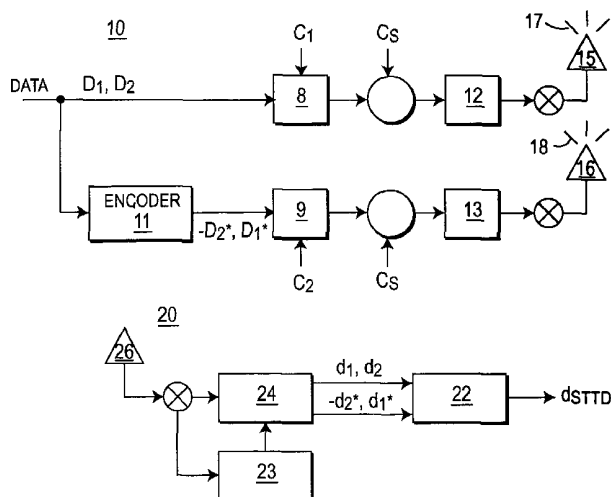 10
C1
CS
17
15
DATA
D1, D2
8
12
18
16
ENCODER
11
-D2*, D1*
9
13
C2
CS
20
26
24
d1, d2
-d2*, d1*
22
dSTTD
23